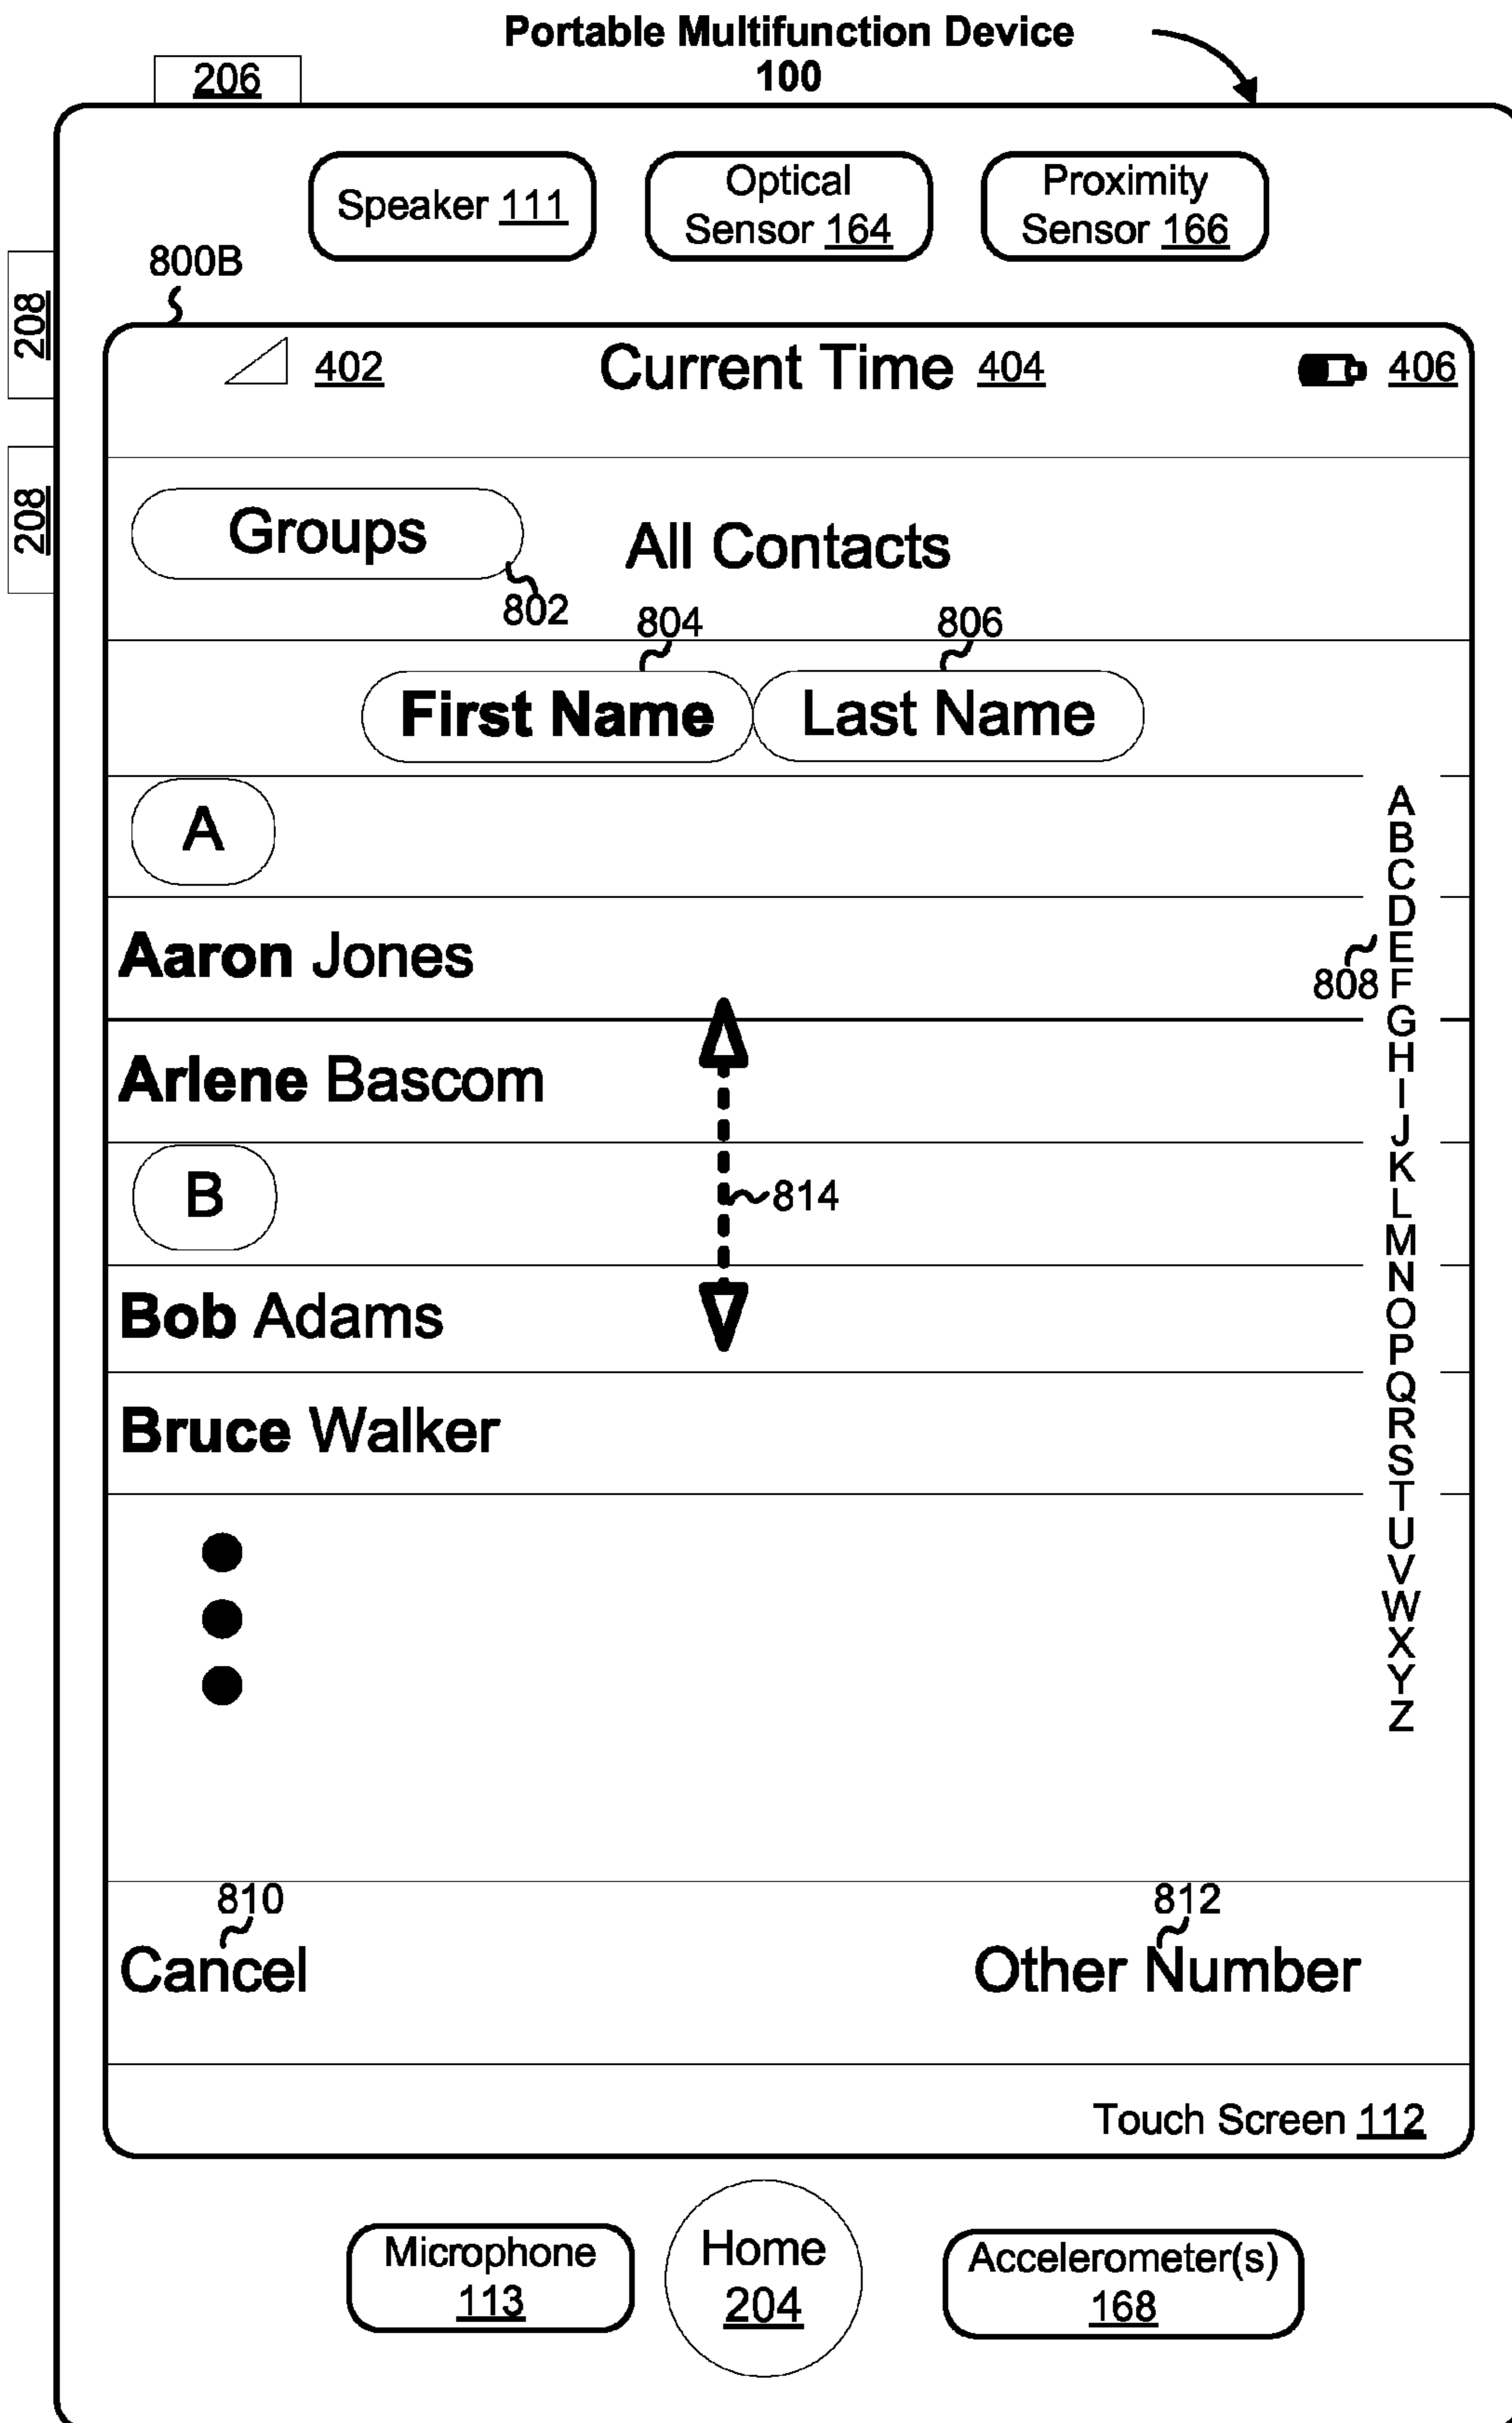 Portable Multifunction Device
100
206
Speaker 111
Optical
Sensor 164
Proximity
Sensor 166
800B
208
208
402
Current Time 404
406
Groups
All Contacts
802
804
806
First Name
Last Name
A
Aaron Jones
Arlene Bascom
B
814
Bob Adams
Bruce Walker
808
A
B
C
D
E
F
G
H
I
J
K
L
M
N
O
P
Q
R
S
T
U
V
W
X
Y
Z
810
812
Cancel
Other Number
Touch Screen 112
Microphone
113
Home
204
Accelerometer(s)
168